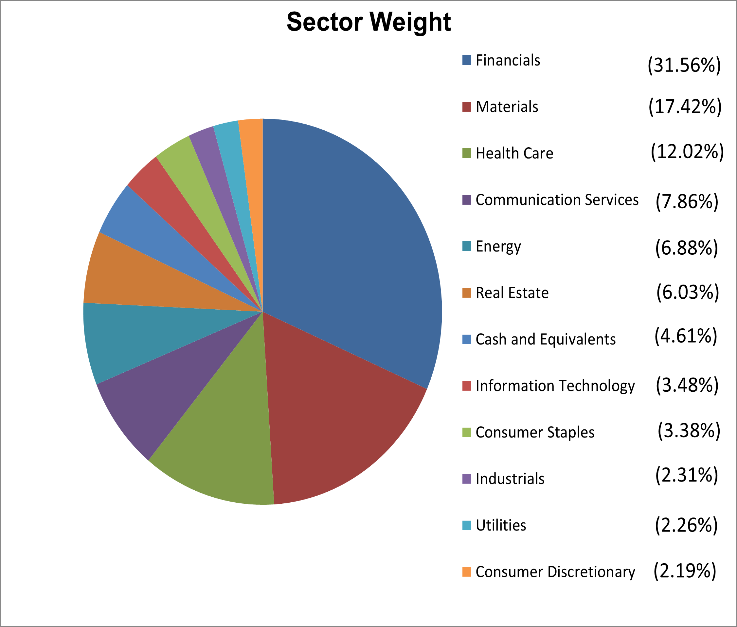 Sector Weight
Financials (31.56%)
Materials (17.42%)
Health Care (12.02%)
Communication Services (7.86%)
Energy (6.88%)
Real Estate (6.03%)
Cash and Equivalents (4.61%)
Information Technology (3.48%)
Consumer Staples (3.38%)
Industrials (2.31%)
Utilities (2.26%)
Consumer Discretionary (2.19%)